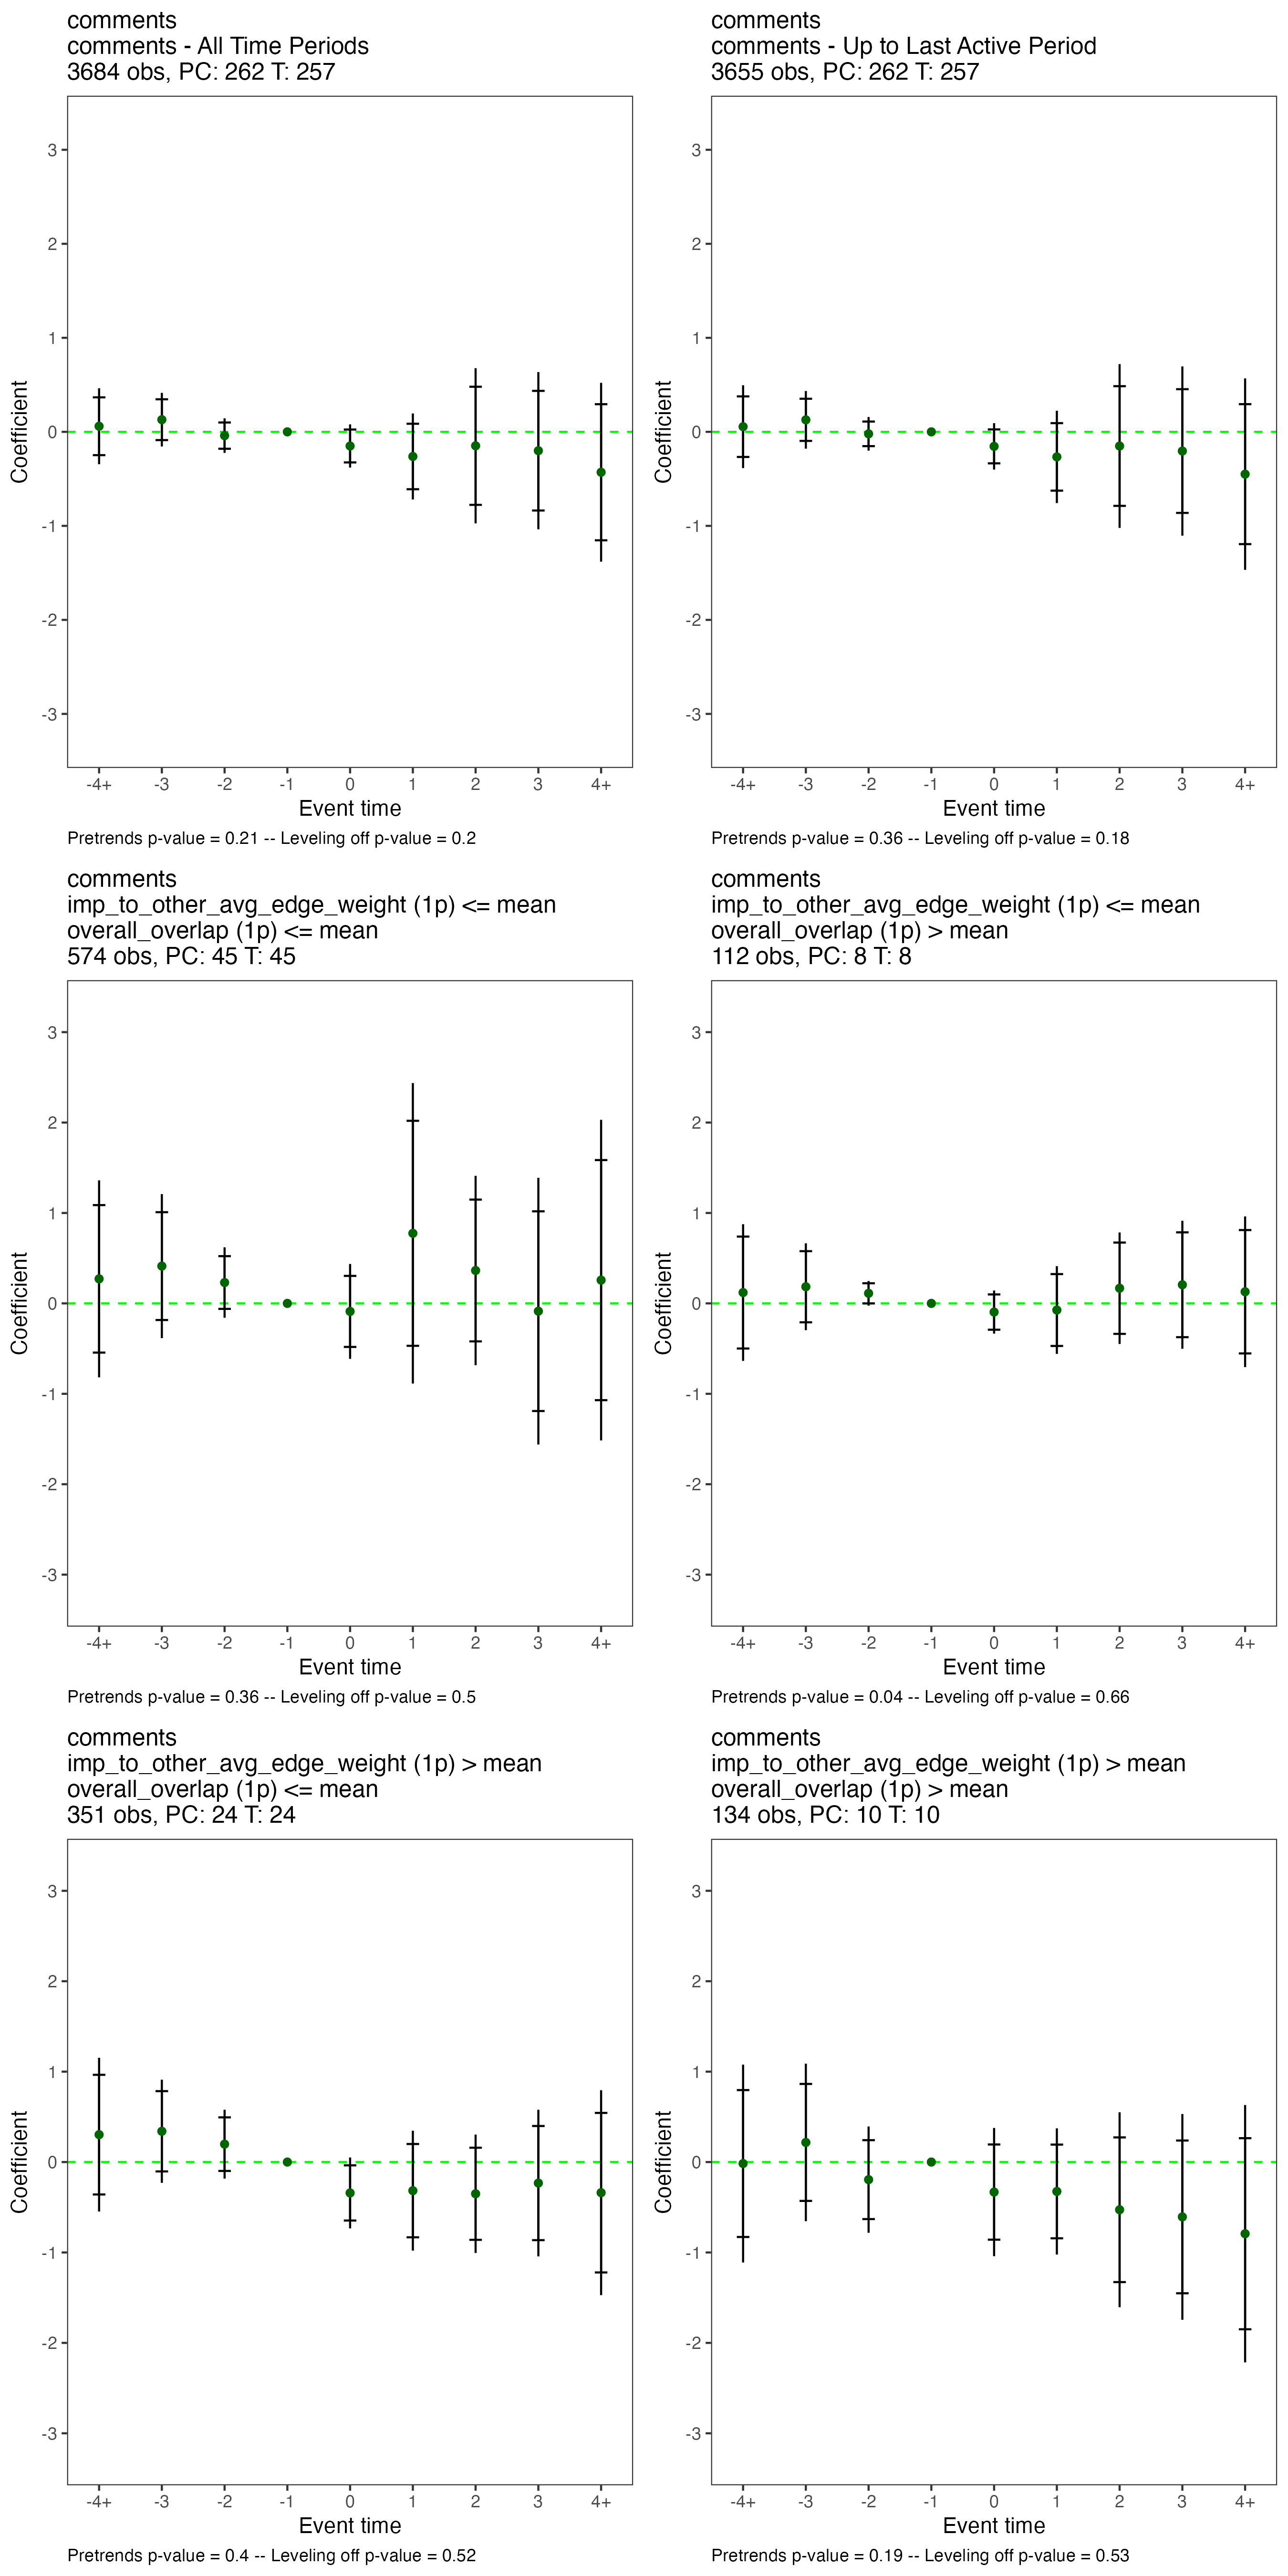 comments
comments - All Time Periods
3684 obs, PC: 262 T: 257
3
2
1
0
-1
-2
-3
Coefficient
-4+ -3 -2 -1 0 1 2 3 4+
Event time
Pretrends p-value = 0.21 -- Leveling off p-value = 0.2
comments
comments - Up to Last Active Period
3655 obs, PC: 262 T: 257
3
2
1
0
-1
-2
-3
Coefficient
-4+ -3 -2 -1 0 1 2 3 4+
Event time
Pretrends p-value = 0.36 -- Leveling off p-value = 0.18
comments
imp_to_other_avg_edge_weight (1p) <= mean
overall_overlap (1p) <= mean
574 obs, PC: 45 T: 45
3
2
1
0
-1
-2
-3
Coefficient
-4+ -3 -2 -1 0 1 2 3 4+
Event time
Pretrends p-value = 0.36 -- Leveling off p-value = 0.5
comments
imp_to_other_avg_edge_weight (1p) <= mean
overall_overlap (1p) > mean
112 obs, PC: 8 T: 8
3
2
1
0
-1
-2
-3
Coefficient
-4+ -3 -2 -1 0 1 2 3 4+
Event time
Pretrends p-value = 0.04 -- Leveling off p-value = 0.66
comments
imp_to_other_avg_edge_weight (1p) > mean
overall_overlap (1p) <= mean
351 obs, PC: 24 T: 24
3
2
1
0
-1
-2
-3
Coefficient
-4+ -3 -2 -1 0 1 2 3 4+
Event time
Pretrends p-value = 0.4 -- Leveling off p-value = 0.52
comments
imp_to_other_avg_edge_weight (1p) > mean
overall_overlap (1p) > mean
134 obs, PC: 10 T: 10
3
2
1
0
-1
-2
-3
Coefficient
-4+ -3 -2 -1 0 1 2 3 4+
Event time
Pretrends p-value = 0.19 -- Leveling off p-value = 0.53